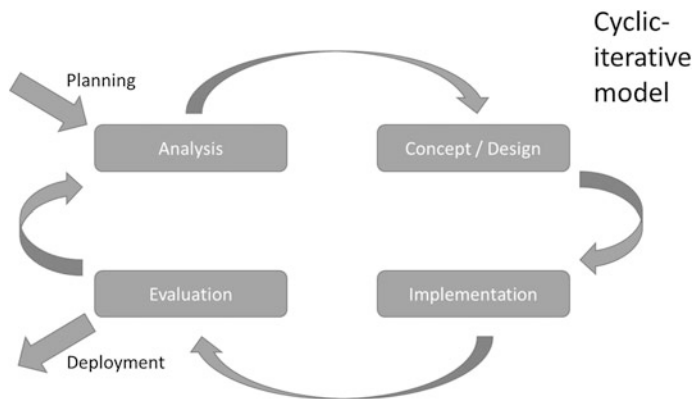 Cyclic-
iterative
model
Planning
Analysis
Concept / Design
Evaluation
Implementation
Deployment